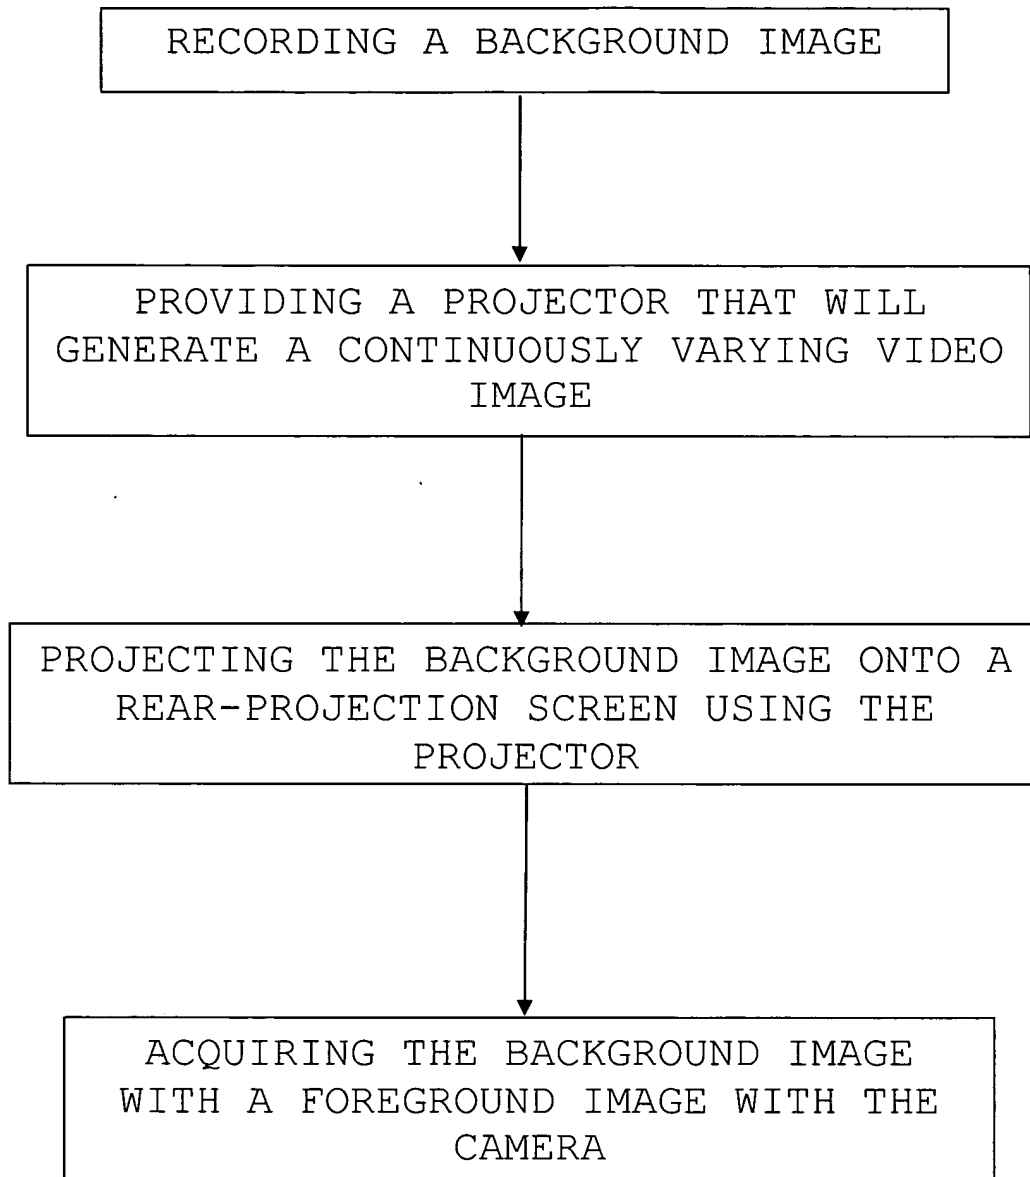 RECORDING A BACKGROUND IMAGE
PROVIDING A PROJECTOR THAT WILL
GENERATE A CONTINUOUSLY VARYING VIDEO
IMAGE
PROJECTING THE BACKGROUND IMAGE ONTO A
REAR-PROJECTION SCREEN USING THE
PROJECTOR
ACQUIRING THE BACKGROUND IMAGE
WITH A FOREGROUND IMAGE WITH THE
CAMERA